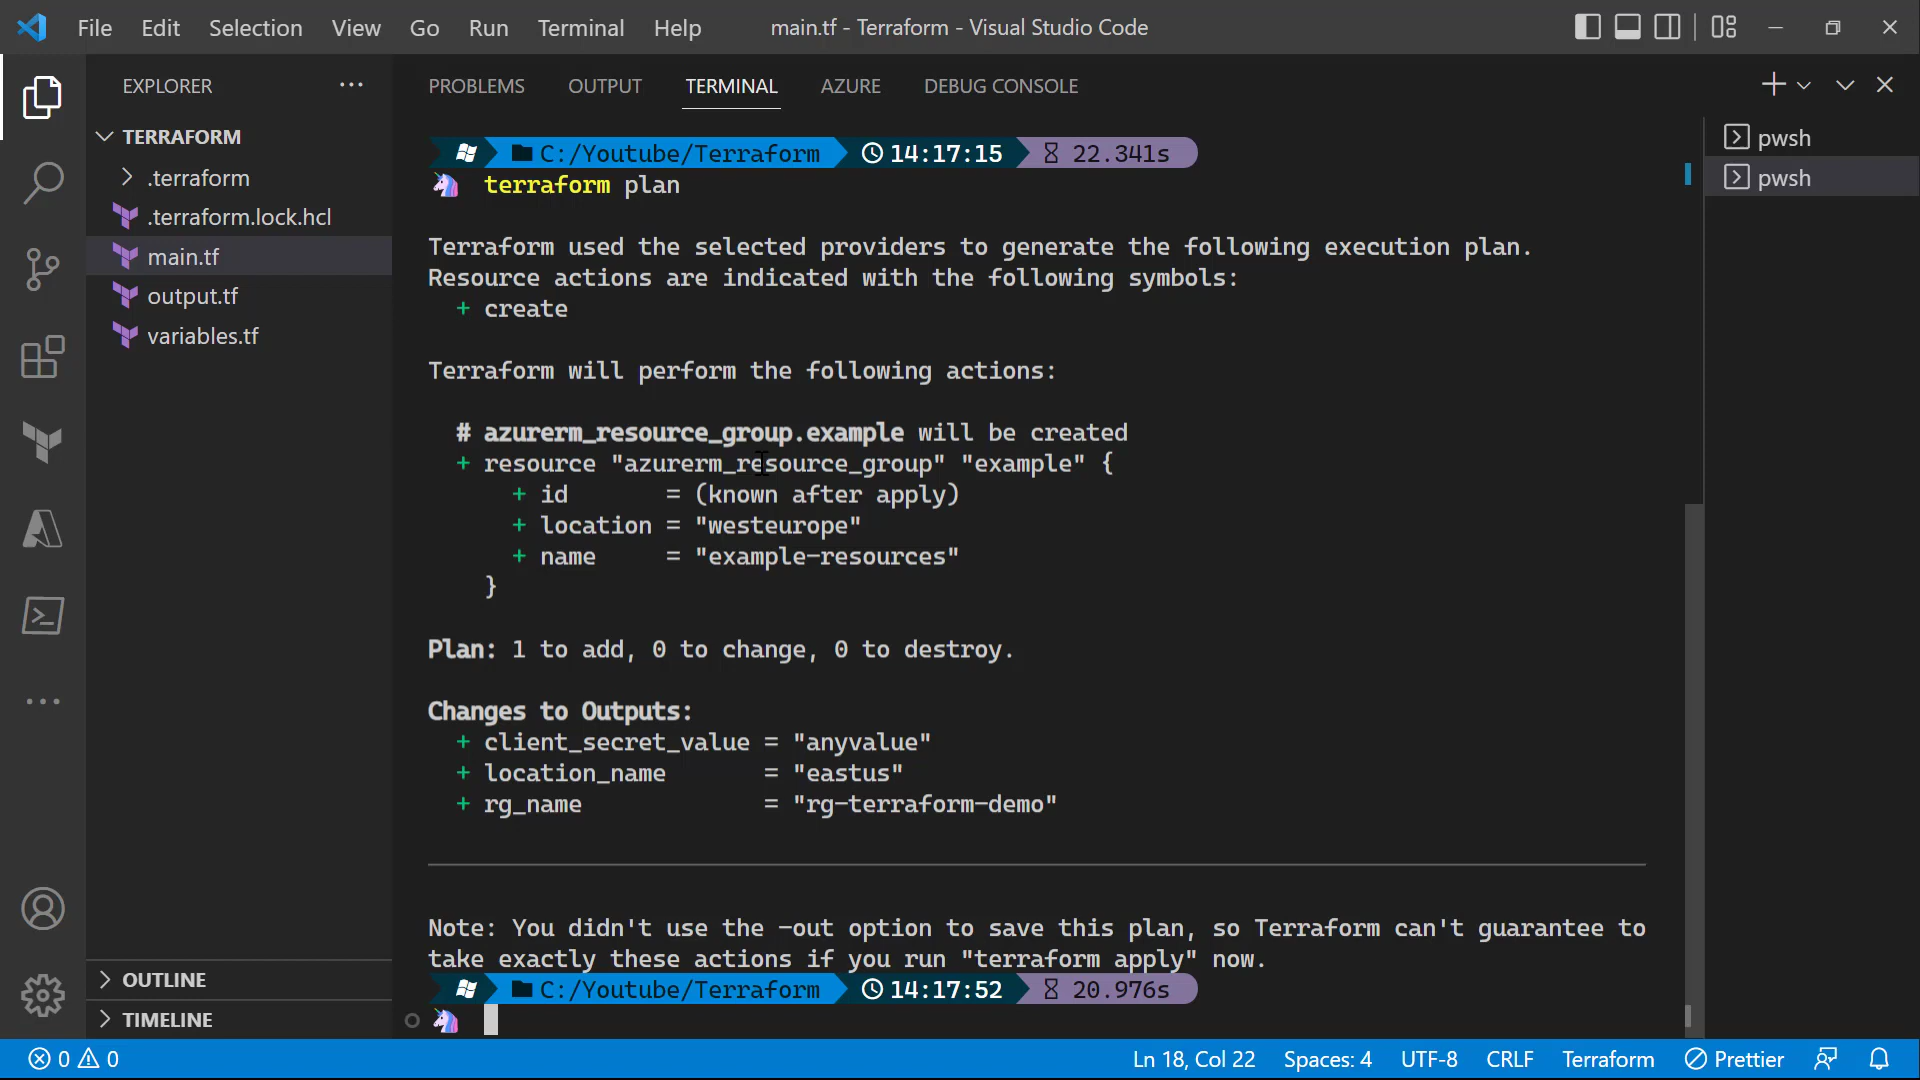 File Edit Selection View Go Run Terminal Help main.tf - Terraform - Visual Studio Code
EXPLORER
TERRAFORM
.terraform
.terraform.lock.hcl
main.tf
output.tf
variables.tf
OUTLINE
TIMELINE
PROBLEMS OUTPUT TERMINAL AZURE DEBUG CONSOLE
C:/Youtube/Terraform 14:17:15 22.341s
terraform plan
Terraform used the selected providers to generate the following execution plan.
Resource actions are indicated with the following symbols:
+ create
Terraform will perform the following actions:
# azurerm_resource_group.example will be created
+ resource "azurerm_resource_group" "example" {
+ id = (known after apply)
+ location = "westeurope"
+ name = "example-resources"
}
Plan: 1 to add, 0 to change, 0 to destroy.
Changes to Outputs:
+ client_secret_value = "anyvalue"
+ location_name = "eastus"
+ rg_name = "rg-terraform-demo"
Note: You didn't use the -out option to save this plan, so Terraform can't guarantee to
take exactly these actions if you run "terraform apply" now.
C:/Youtube/Terraform 14:17:52 20.976s
pwsh
pwsh
0 0 Ln 18, Col 22 Spaces: 4 UTF-8 CRLF Terraform Prettier